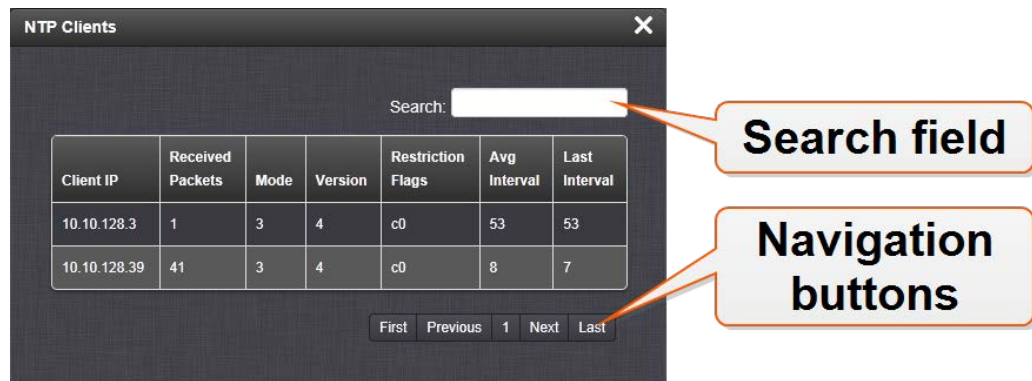 NTP Clients
Search:
Search field
Client IP Received Packets Mode Version Restriction Flags Avg Interval Last Interval
10.10.128.3 1 3 4 c0 53 53
10.10.128.39 41 3 4 c0 8 7
Navigation
buttons
First Previous 1 Next Last